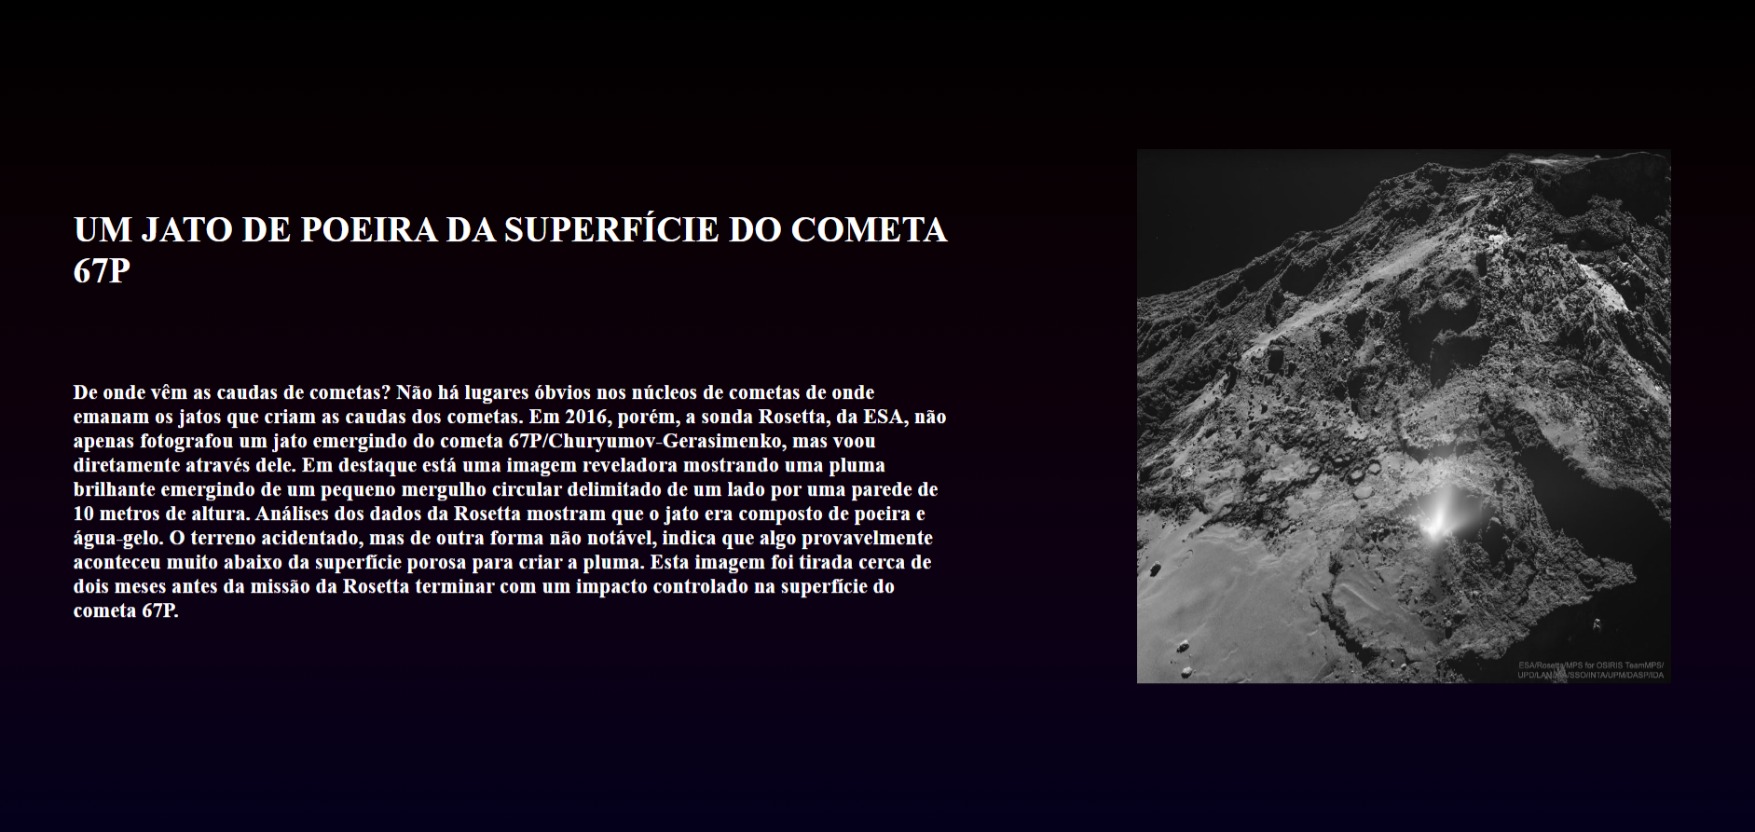 UM JATO DE POEIRA DA SUPERFÍCIE DO COMETA
67P
De onde vêm as caudas de cometas? Não há lugares óbvios nos núcleos de cometas de onde
emanam os jatos que criam as caudas dos cometas. Em 2016, porém, a sonda Rosetta, da ESA, não
apenas fotografou um jato emergindo do cometa 67P/Churyumov-Gerasimenko, mas voou
diretamente através dele. Em destaque está uma imagem reveladora mostrando uma pluma
brilhante emergindo de um pequeno mergulho circular delimitado de um lado por uma parede de
10 metros de altura. Análises dos dados da Rosetta mostram que o jato era composto de poeira e
água-gelo. O terreno acidentado, mas de outra forma não notável, indica que algo provavelmente
aconteceu muito abaixo da superfície porosa para criar a pluma. Esta imagem foi tirada cerca de
dois meses antes da missão da Rosetta terminar com um impacto controlado na superfície do
cometa 67P.
ESA/Rosetta/MPS for OSIRIS TeamMPS/
UPD/LAM/IAA/SSO/INTA/UPM/DASP/IDA